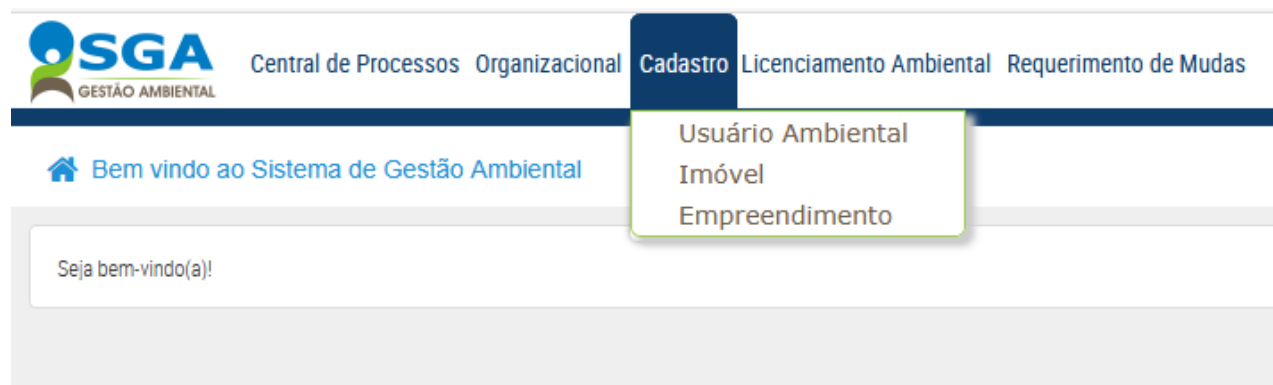 SGA
GESTÃO AMBIENTAL
Central de Processos Organizacional Cadastro Licenciamento Ambiental Requerimento de Mudas
Usuário Ambiental
Imóvel
Empreendimento
Bem vindo ao Sistema de Gestão Ambiental
Seja bem-vindo(a)!